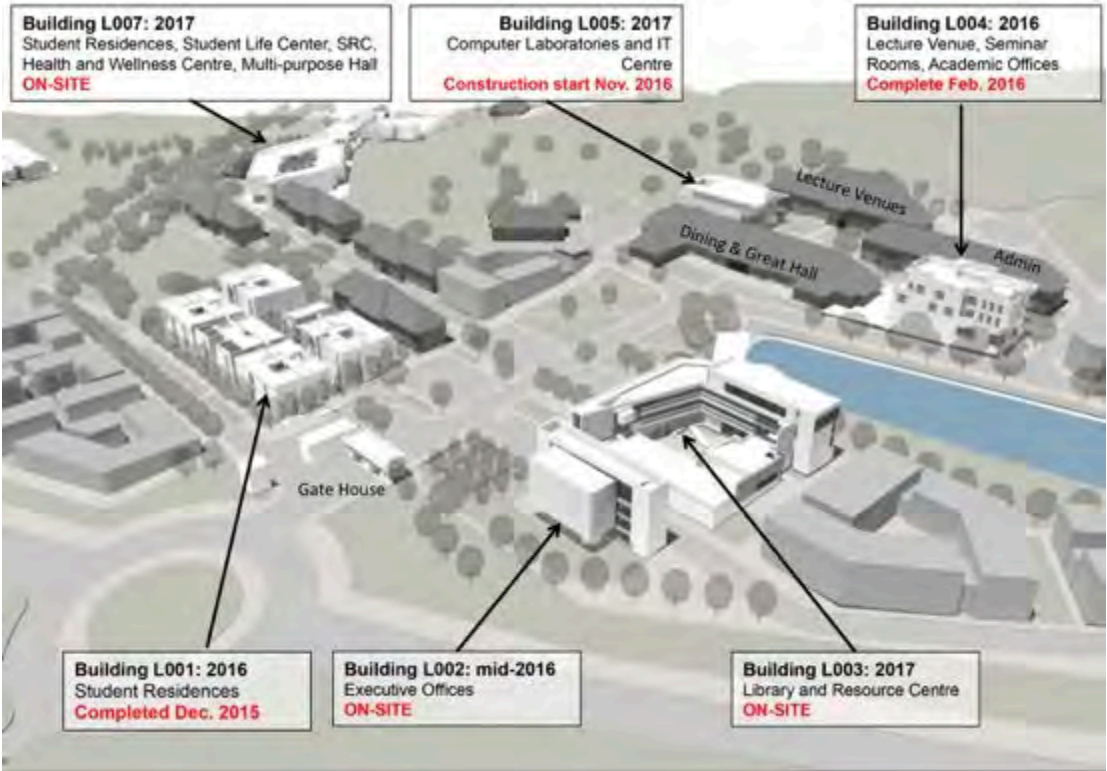 Building L007: 2017
Student Residences, Student Life Center, SRC,
Health and Wellness Centre, Multi-purpose Hall
ON-SITE
Building L005: 2017
Computer Laboratories and IT
Centre
Construction start Nov. 2016
Building L004: 2016
Lecture Venue, Seminar
Rooms, Academic Offices
Complete Feb. 2016
Lecture Venues
Dining & Great Hall
Admin
Gate House
Building L001: 2016
Student Residences
Completed Dec. 2015
Building L002: mid-2016
Executive Offices
ON-SITE
Building L003: 2017
Library and Resource Centre
ON-SITE